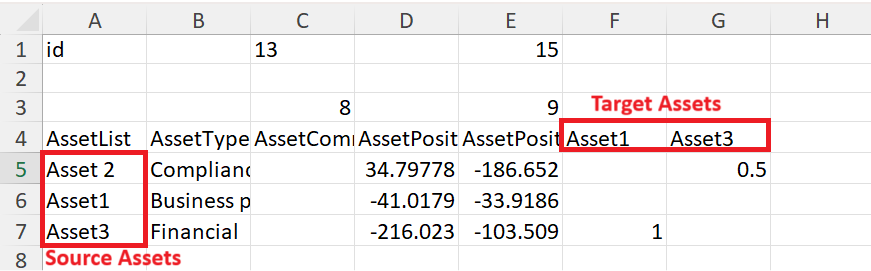 A B C D E F G H
1 id 13 15
2
3 8 9 Target Assets
4 AssetList AssetType AssetComm AssetPosit AssetPosit Asset1 Asset3
5 Asset 2 Complianc 34.79778 -186.652 0.5
6 Asset1 Business p -41.0179 -33.9186
7 Asset3 Financial -216.023 -103.509 1
8 Source Assets